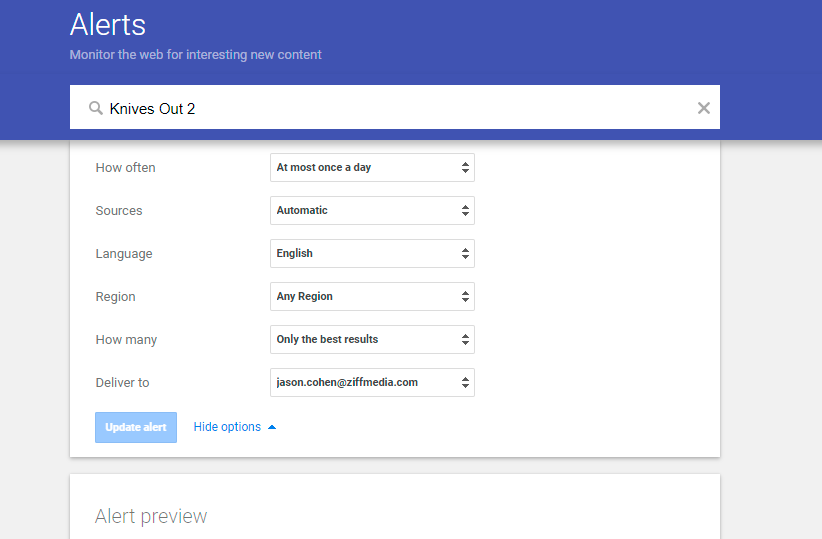 Alerts
Monitor the web for interesting new content
Knives Out 2
How often At most once a day
Sources Automatic
Language English
Region Any Region
How many Only the best results
Deliver to jason.cohen@ziffmedia.com
Update alert Hide options
Alert preview